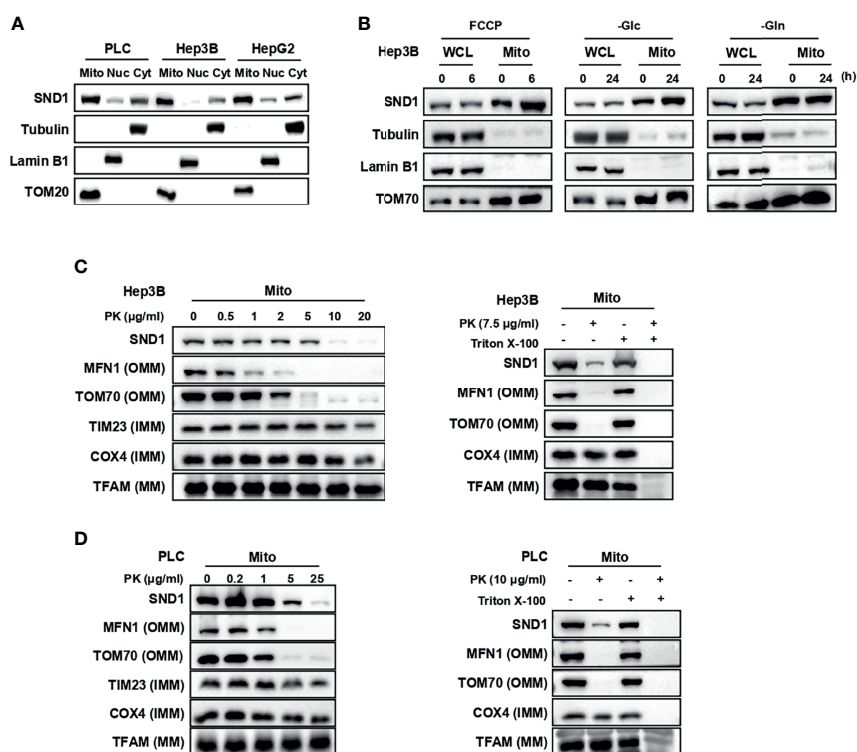 A
PLC Hep3B HepG2
Mito Nuc Cyt Mito Nuc Cyt Mito Nuc Cyt
SND1
Tubulin
Lamin B1
TOM20
B
FCCP -Glc -Gln
Hep3B WCL Mito WCL Mito WCL Mito
0 6 0 6 0 24 0 24 0 24 0 24 (h)
SND1
Tubulin
Lamin B1
TOM70
C
Hep3B Mito
PK (µg/ml) 0 0.5 1 2 5 10 20
SND1
MFN1 (OMM)
TOM70 (OMM)
TIM23 (IMM)
COX4 (IMM)
TFAM (MM)
Hep3B Mito
PK (7.5 µg/ml) - + - +
Triton X-100 - - + +
SND1
MFN1 (OMM)
TOM70 (OMM)
COX4 (IMM)
TFAM (MM)
D
PLC Mito
PK (µg/ml) 0 0.2 1 5 25
SND1
MFN1 (OMM)
TOM70 (OMM)
TIM23 (IMM)
COX4 (IMM)
TFAM (MM)
PLC Mito
PK (10 µg/ml) - + - +
Triton X-100 - - + +
SND1
MFN1 (OMM)
TOM70 (OMM)
COX4 (IMM)
TFAM (MM)